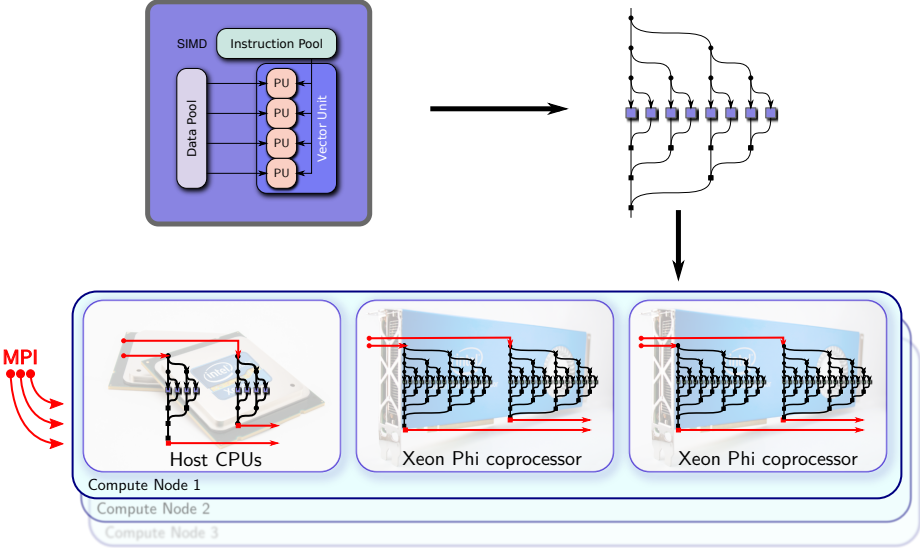 SIMD
Instruction Pool
Data Pool
PU
PU
PU
PU
Vector Unit
MPI
intel
Host CPUs
Xeon Phi coprocessor
Xeon Phi coprocessor
Compute Node 1
Compute Node 2
Compute Node 3